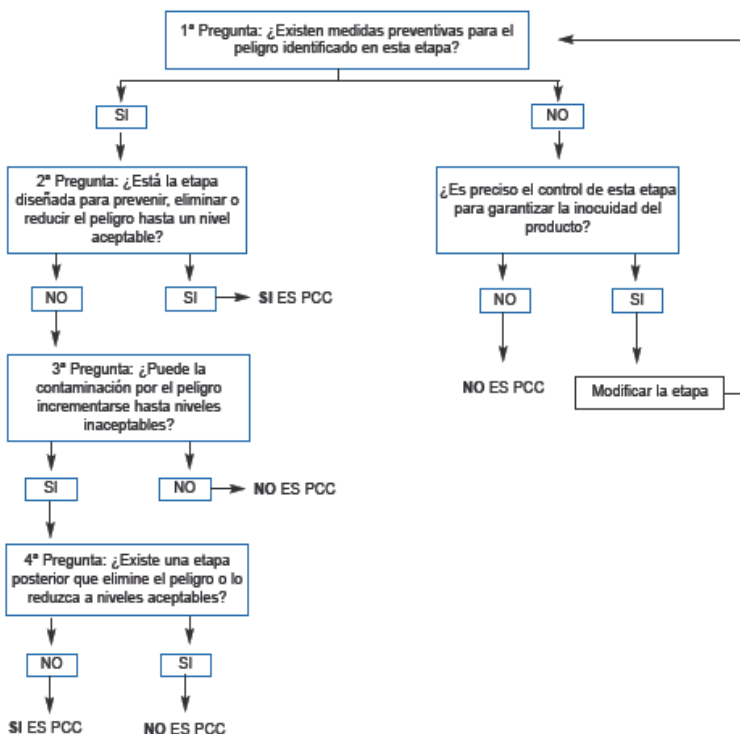 1ª Pregunta: ¿Existen medidas preventivas para el
peligro identificado en esta etapa?
SI
NO
2ª Pregunta: ¿Está la etapa
diseñada para prevenir, eliminar o
reducir el peligro hasta un nivel
aceptable?
¿Es preciso el control de esta etapa
para garantizar la inocuidad del
producto?
NO
SI
SI ES PCC
NO
SI
3ª Pregunta: ¿Puede la
contaminación por el peligro
incrementarse hasta niveles
inaceptables?
NO ES PCC
Modificar la etapa
SI
NO
NO ES PCC
4ª Pregunta: ¿Existe una etapa
posterior que elimine el peligro o lo
reduzca a niveles aceptables?
NO
SI
SI ES PCC
NO ES PCC